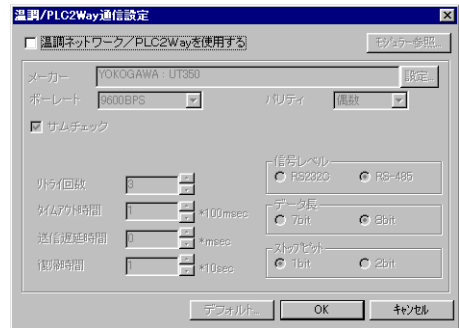 温調/PLC2Way通信設定
温調ネットワーク/PLC2Wayを使用する
モジュラー参照...
メーカー YOKOGAWA : UT350 設定...
ボーレート 9600BPS パリティ 偶数
サムチェック
信号レベル
RS232C RS-485
リトライ回数 3
データ長
タイムアウト時間 1 *100msec
7bit 8bit
送信遅延時間 0 *msec
ストップビット
復帰時間 1 *10sec
1bit 2bit
デフォルト... OK キャンセル